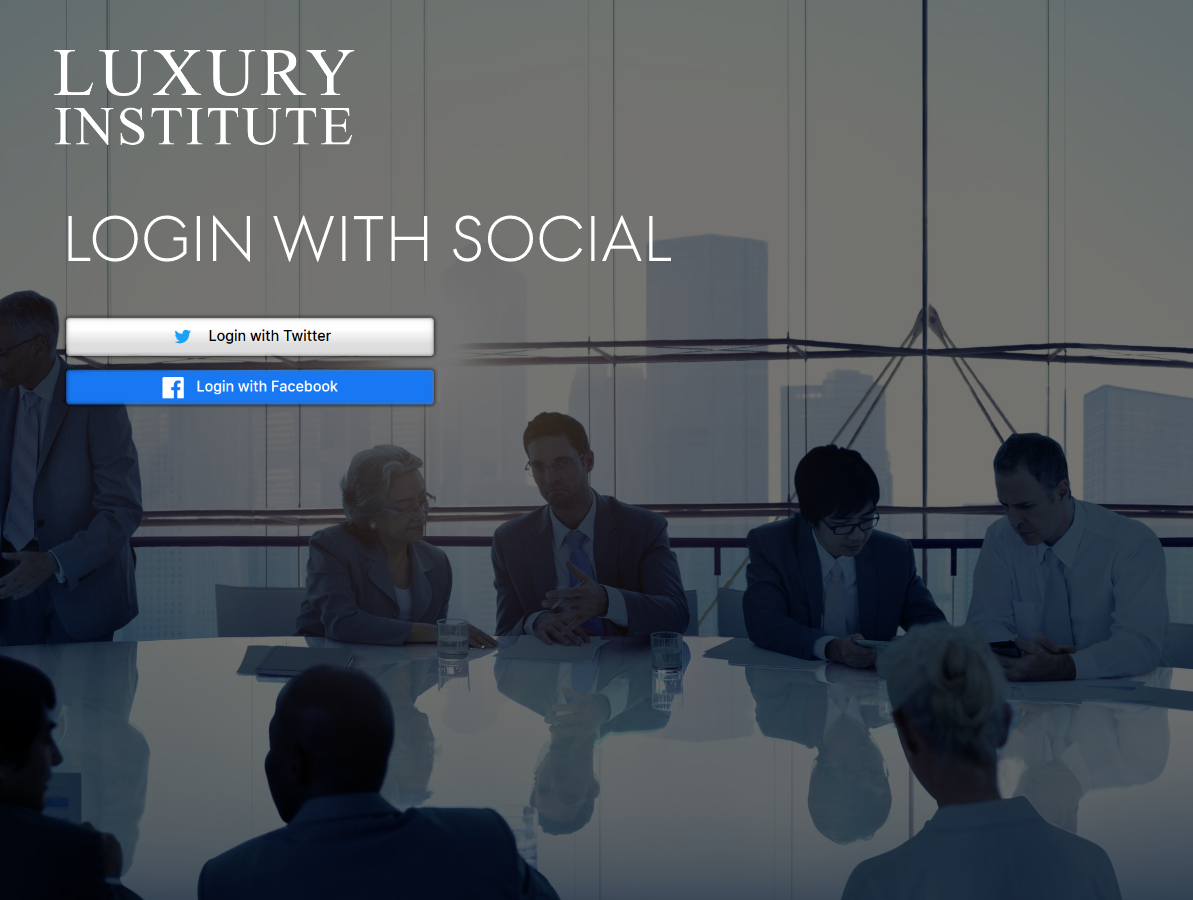 LUXURY
INSTITUTE
LOGIN WITH SOCIAL
Login with Twitter
Login with Facebook